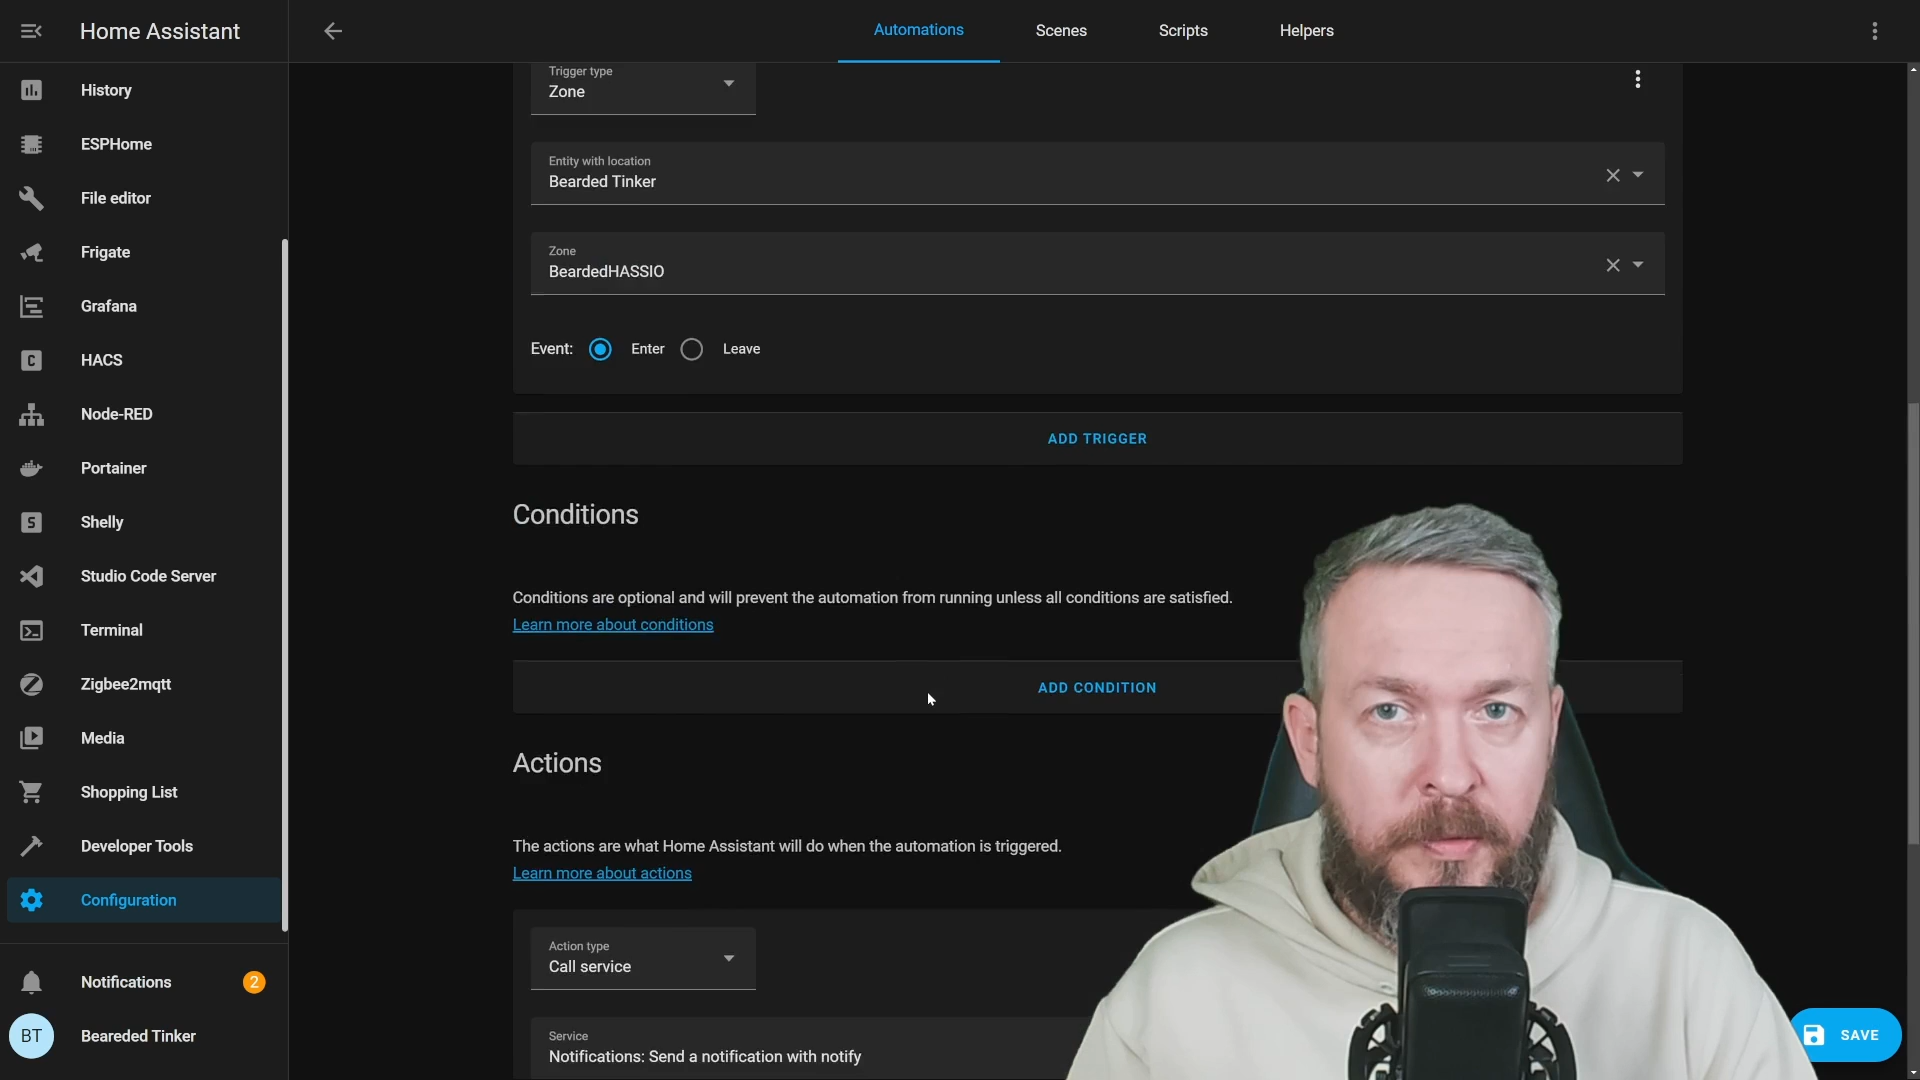 Home Assistant
Automations
Scenes
Scripts
Helpers
History
ESPHome
File editor
Frigate
Grafana
C
HACS
Node-RED
Portainer
S
Shelly
Studio Code Server
Terminal
Zigbee2mqtt
Media
Shopping List
Developer Tools
Configuration
Notifications
2
BT
Beareded Tinker
Trigger type
Zone
Entity with location
Bearded Tinker
Zone
BeardedHASSIO
Event:
Enter
Leave
ADD TRIGGER
Conditions
Conditions are optional and will prevent the automation from running unless all conditions are satisfied.
Learn more about conditions
ADD CONDITION
Actions
The actions are what Home Assistant will do when the automation is triggered.
Learn more about actions
Action type
Call service
Service
Notifications: Send a notification with notify
SAVE